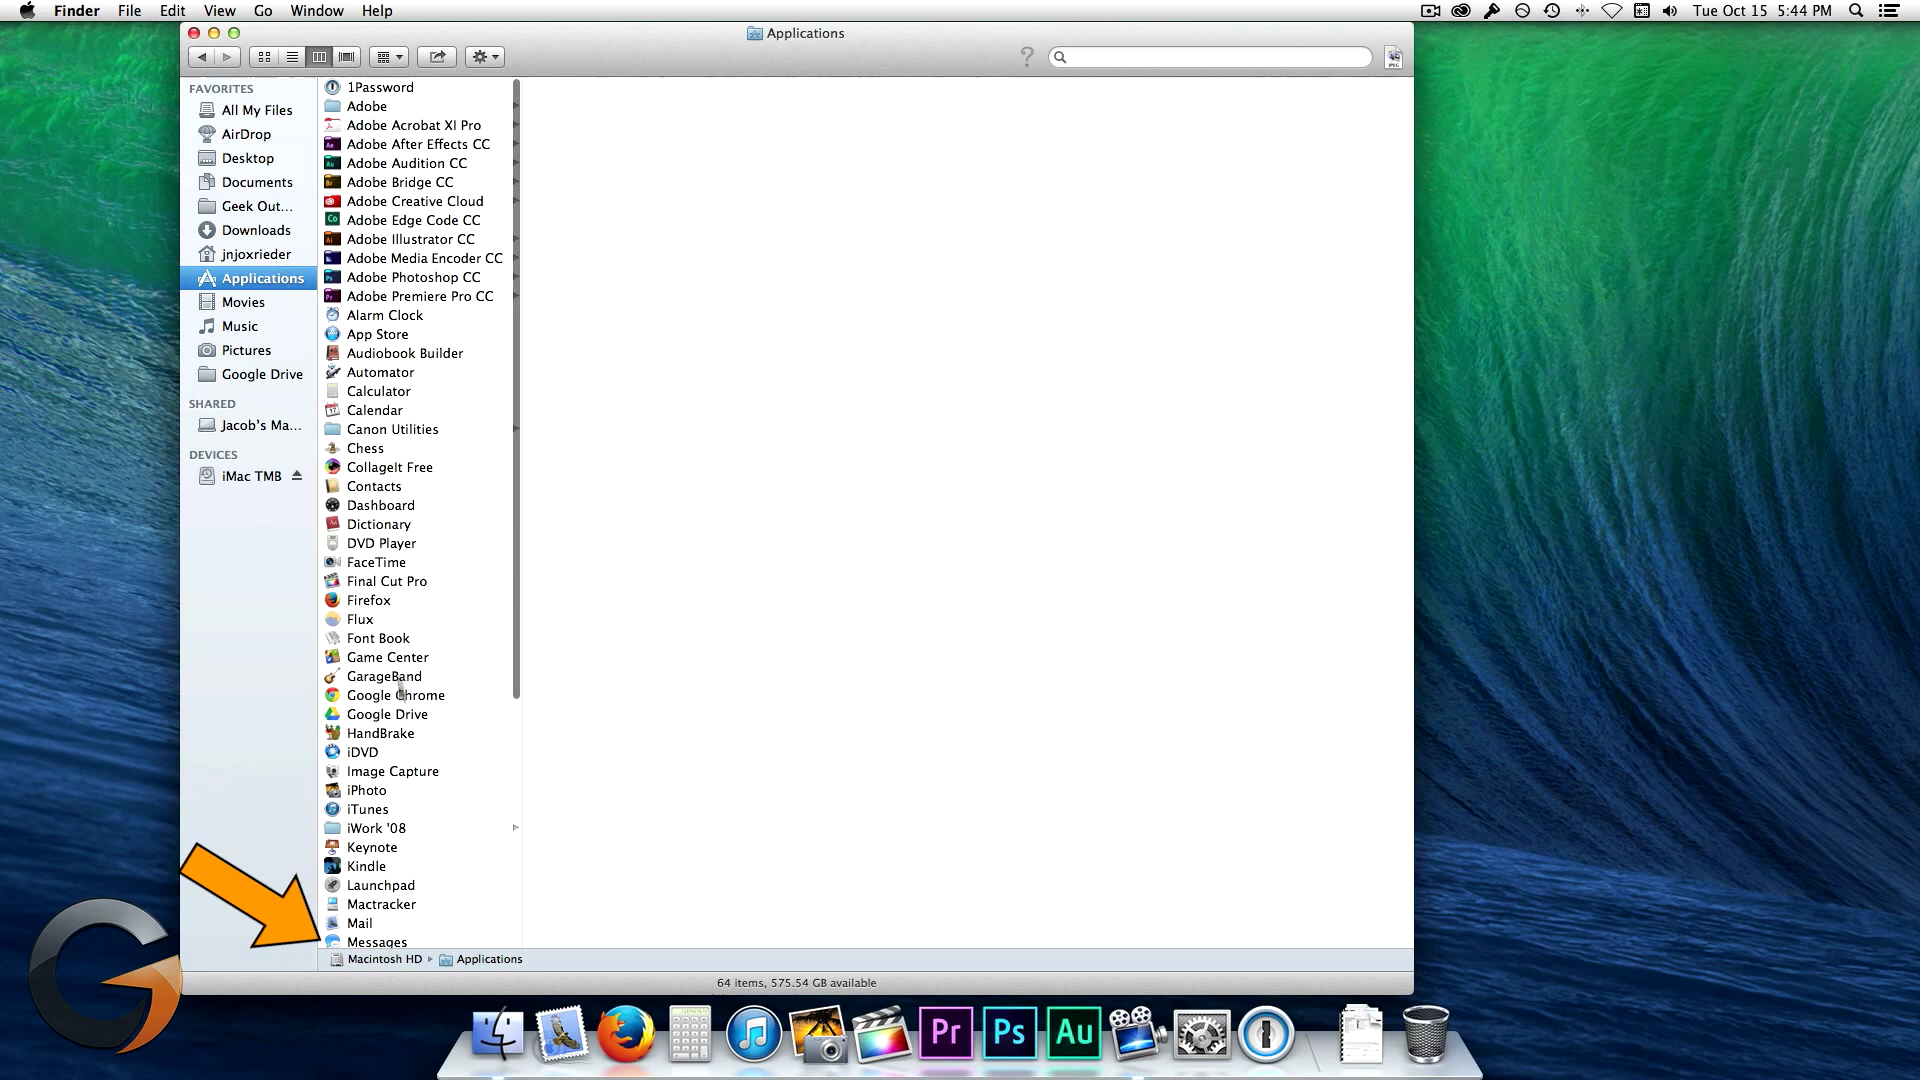 Finder File Edit View Go Window Help
Tue Oct 15 5:44 PM
Applications
FAVORITES
All My Files
AirDrop
Desktop
Documents
Geek Out...
Downloads
jnjoxrieder
Applications
Movies
Music
Pictures
Google Drive
SHARED
Jacob's Ma...
DEVICES
iMac TMB
1Password
Adobe
Adobe Acrobat XI Pro
Adobe After Effects CC
Adobe Audition CC
Adobe Bridge CC
Adobe Creative Cloud
Adobe Edge Code CC
Adobe Illustrator CC
Adobe Media Encoder CC
Adobe Photoshop CC
Adobe Premiere Pro CC
Alarm Clock
App Store
Audiobook Builder
Automator
Calculator
Calendar
Canon Utilities
Chess
CollageIt Free
Contacts
Dashboard
Dictionary
DVD Player
FaceTime
Final Cut Pro
Firefox
Flux
Font Book
Game Center
GarageBand
Google Chrome
Google Drive
HandBrake
iDVD
Image Capture
iPhoto
iTunes
iWork '08
Keynote
Kindle
Launchpad
Mactracker
Mail
Messages
Macintosh HD Applications
64 items, 575.54 GB available
Pr Ps Au